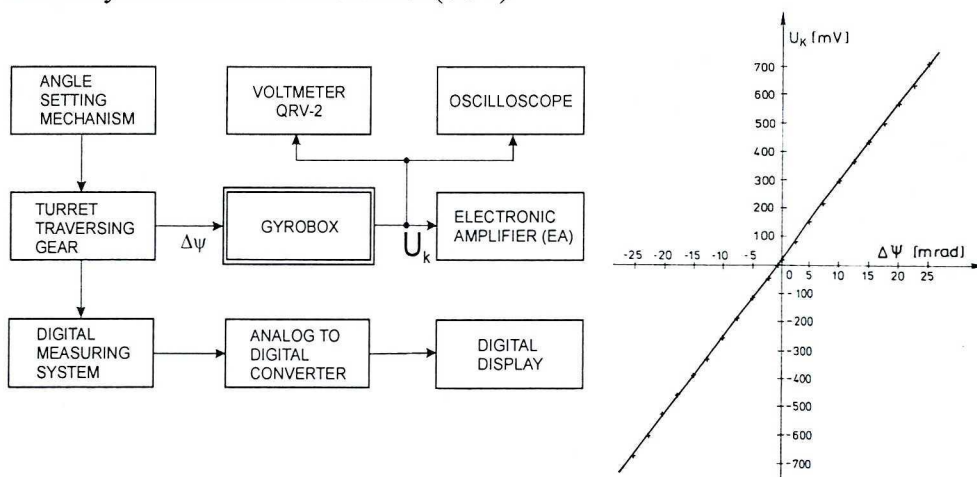 ANGLE
SETTING
MECHANISM
VOLTMETER
QRV-2
OSCILLOSCOPE
TURRET
TRAVERSING
GEAR
Δψ
GYROBOX
U_k
ELECTRONIC
AMPLIFIER (EA)
DIGITAL
MEASURING
SYSTEM
ANALOG TO
DIGITAL
CONVERTER
DIGITAL
DISPLAY
U_K [mV]
700
600
500
400
300
200
100
Δψ [mrad]
-25 -20 -15 -10 -5 0 5 10 15 20 25
-100
-200
-300
-400
-500
-600
-700